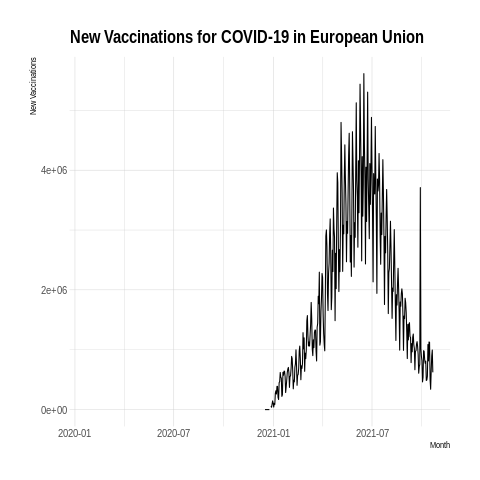 New Vaccinations for COVID-19 in European Union
New Vaccinations
4e+06
2e+06
0e+00
2020-01 2020-07 2021-01 2021-07
Month